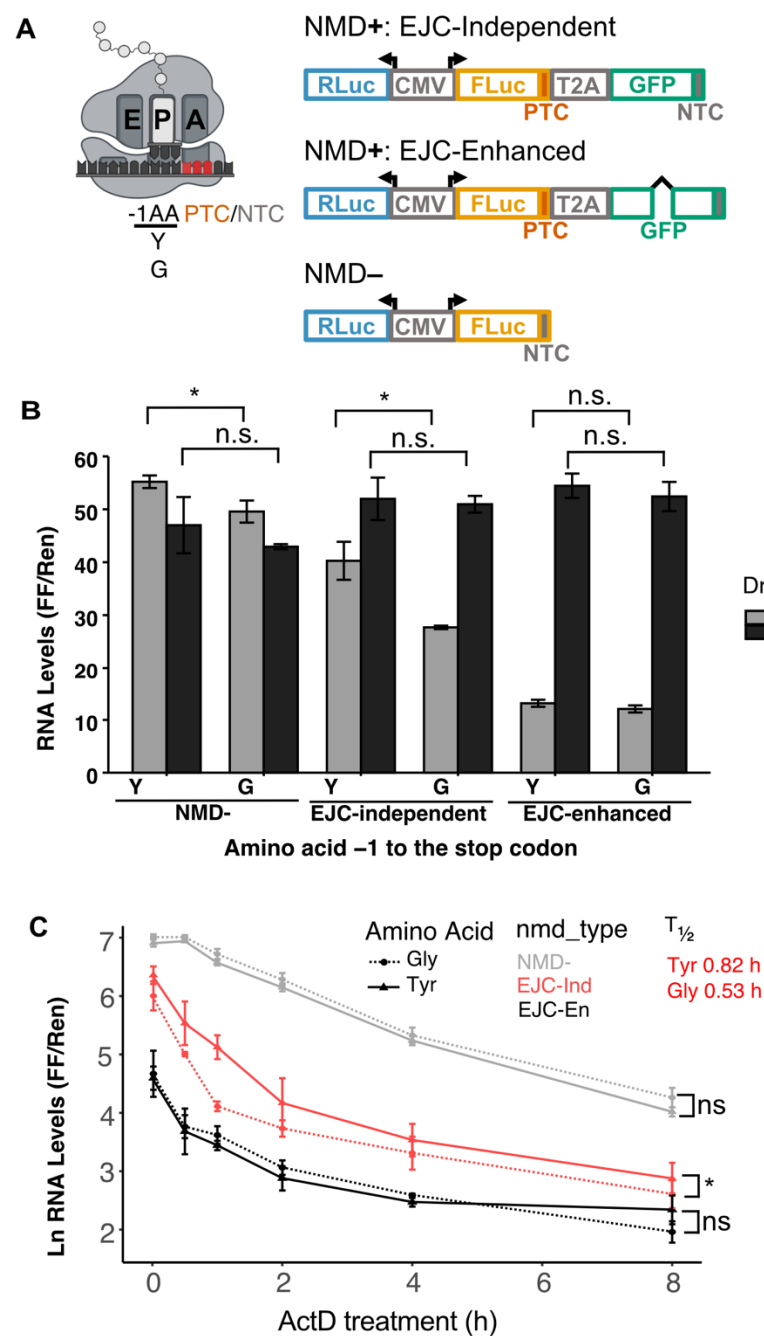 A
NMD+: EJC-Independent
RLuc CMV FLuc T2A GFP
PTC NTC
E P A
-1AA PTC/NTC
Y
G
NMD+: EJC-Enhanced
RLuc CMV FLuc T2A
PTC GFP
NMD–
RLuc CMV FLuc
NTC
B
* * n.s.
n.s. n.s. n.s.
60
50
40
30
20
10
0
RNA Levels (FF/Ren)
Dr
Y G Y G Y G
NMD- EJC-independent EJC-enhanced
Amino acid –1 to the stop codon
C
Amino Acid nmd_type T½
Gly NMD- Tyr 0.82 h
Tyr EJC-Ind Gly 0.53 h
EJC-En
7
6
5
4
3
2
Ln RNA Levels (FF/Ren)
ns
*
ns
0 2 4 6 8
ActD treatment (h)